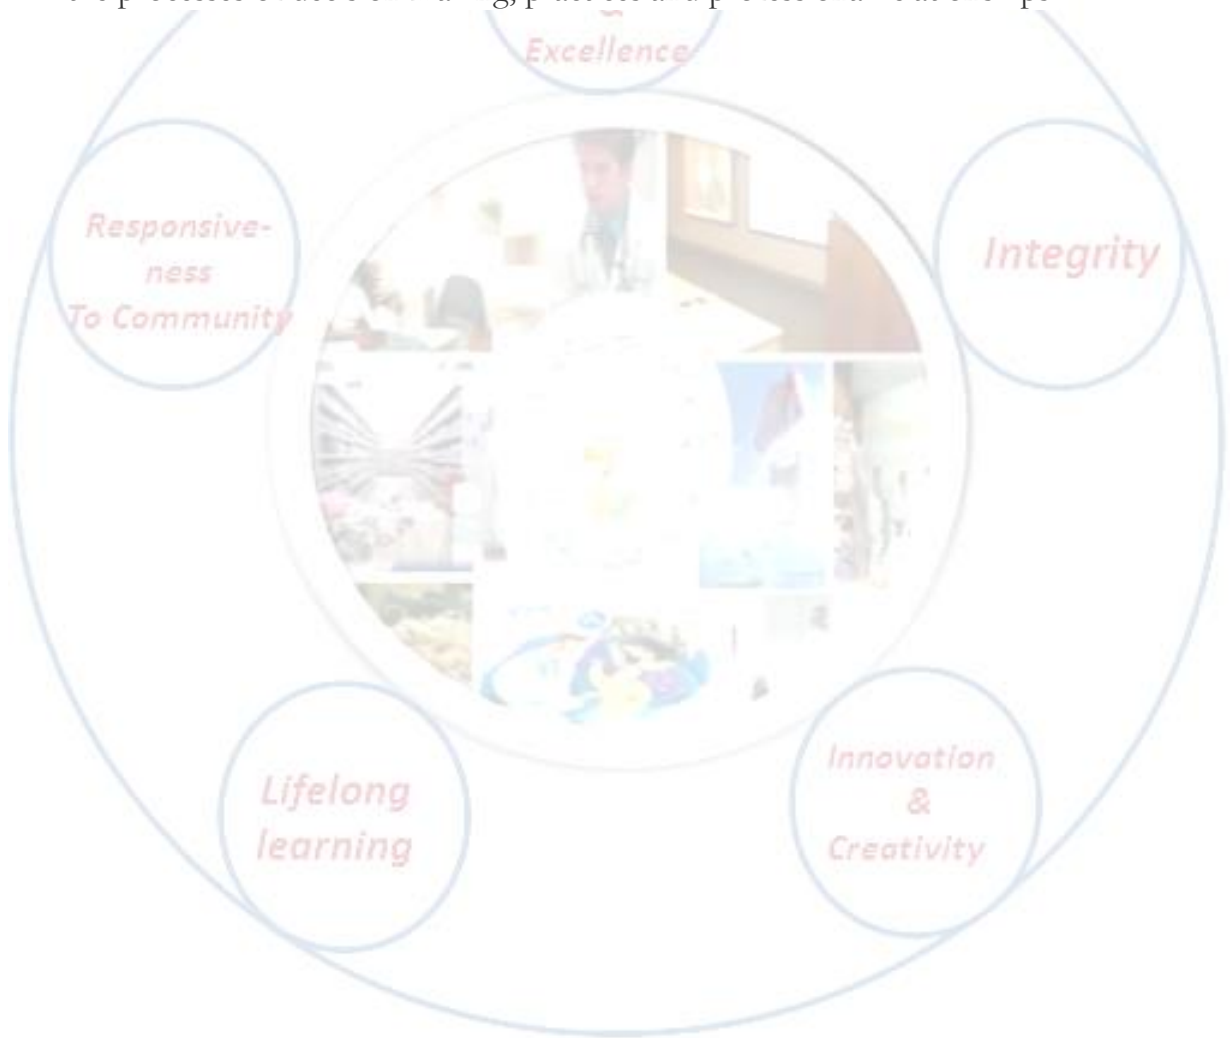 &
Excellence
Responsive-
ness
To Community
Integrity
Lifelong
learning
Innovation
&
Creativity